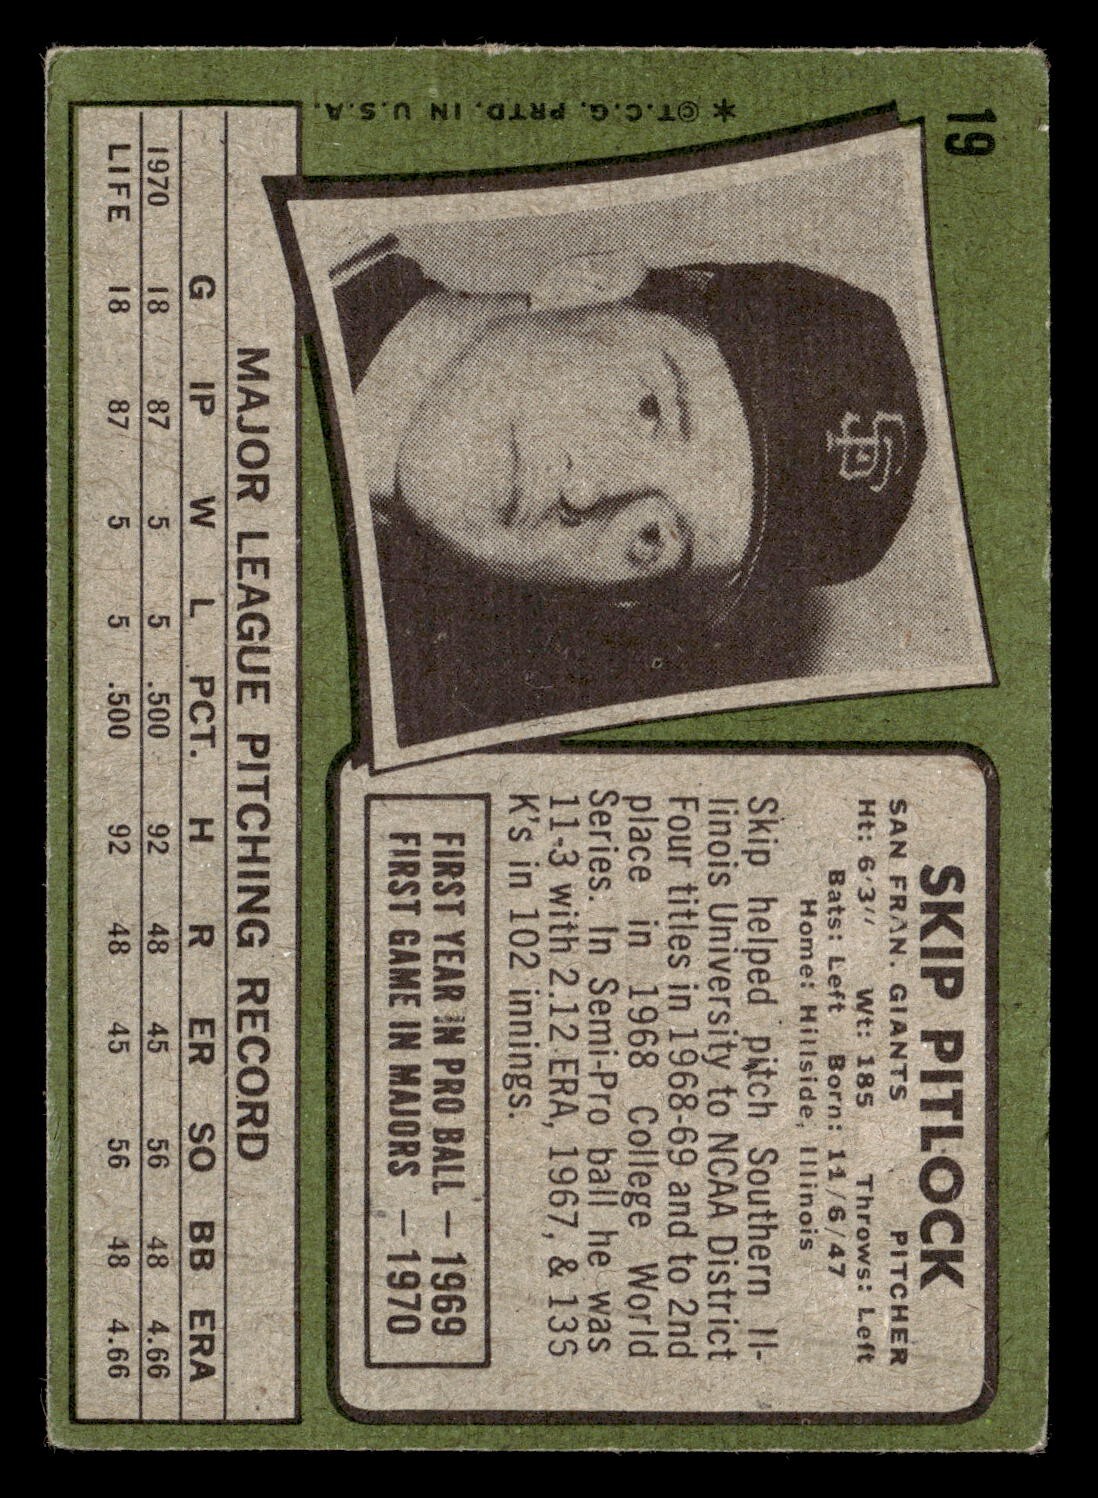 19
*©T.C.G. PRTD. IN U.S.A.
SF
SKIP PITLOCK
SAN FRAN. GIANTS PITCHER
Ht: 6'3" Wt: 185 Throws: Left
Bats: Left Born: 11/6/47
Home: Hillside, Illinois
Skip helped pitch Southern Il-
linois University to NCAA District
Four titles in 1968-69 and to 2nd
place in 1968 College World
Series. In Semi-Pro ball he was
11-3 with 2.12 ERA, 1967, & 136
K's in 102 innings.
FIRST YEAR IN PRO BALL — 1969
FIRST GAME IN MAJORS — 1970
MAJOR LEAGUE PITCHING RECORD
G IP W L PCT. H R ER SO BB ERA
1970 18 87 5 5 .500 92 48 45 56 48 4.66
LIFE 18 87 5 5 .500 92 48 45 56 48 4.66